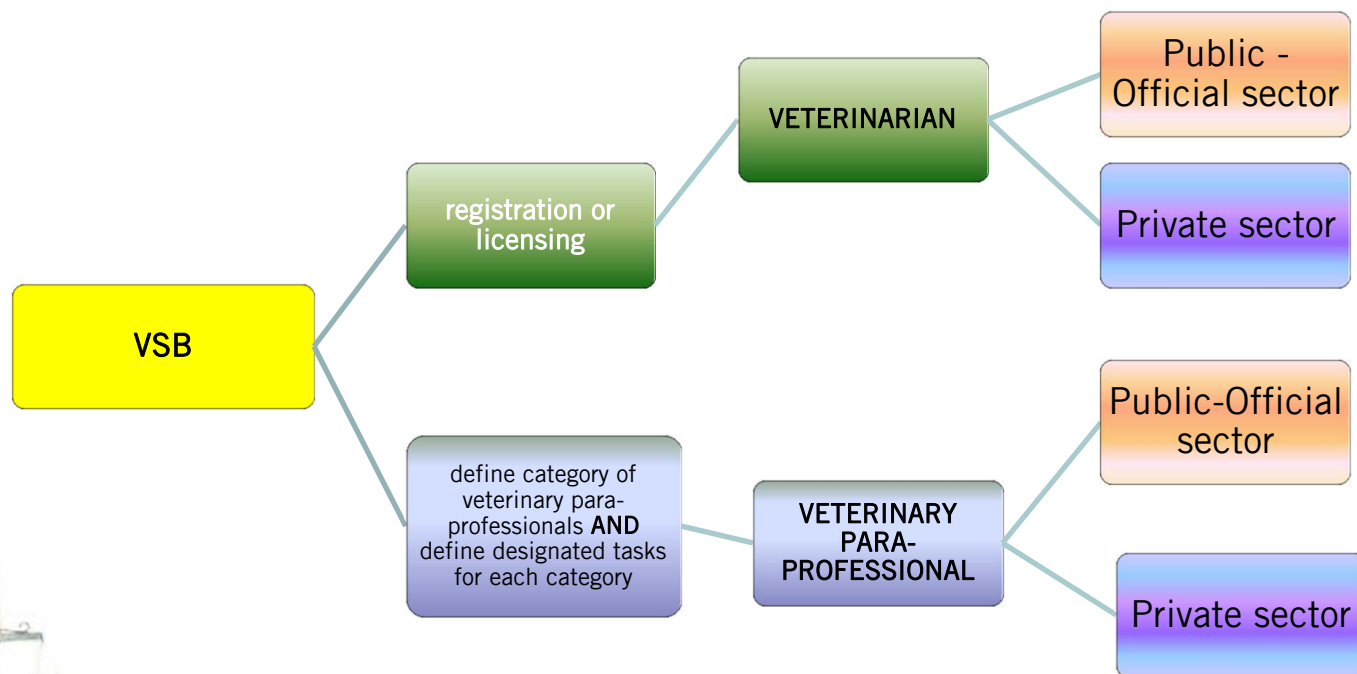 VSB
registration or
licensing
VETERINARIAN
Public -
Official sector
Private sector
define category of
veterinary para-
professionals AND
define designated tasks
for each category
VETERINARY
PARA-
PROFESSIONAL
Public-Official
sector
Private sector